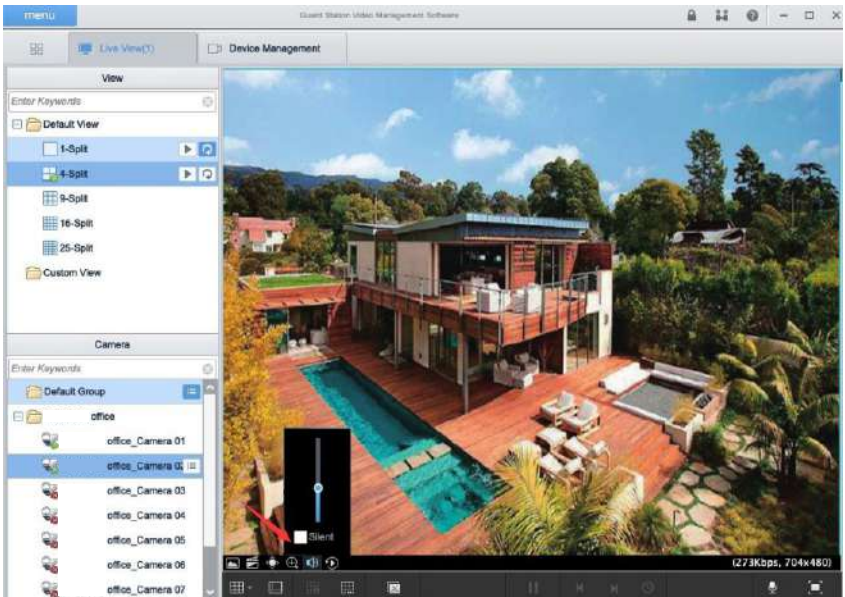 menu
Guard Station Video Management Software
Live View(1)
Device Management
View
Enter Keywords
Default View
1-Split
4-Split
9-Split
16-Split
25-Split
Custom View
Camera
Enter Keywords
Default Group
office
office_Camera 01
office_Camera 02
office_Camera 03
office_Camera 04
office_Camera 05
office_Camera 06
office_Camera 07
Silent
(273Kbps, 704x480)